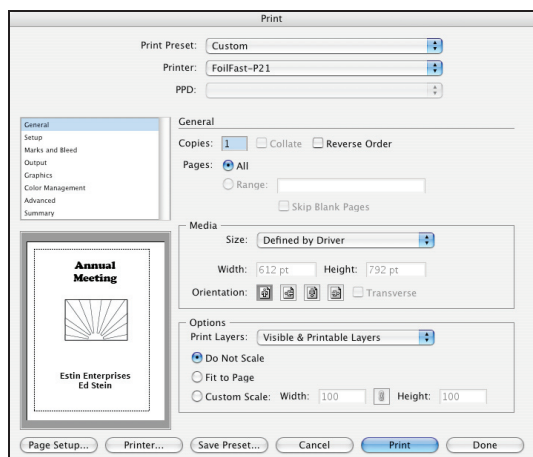 Print
Print Preset: Custom
Printer: FoilFast-P21
PPD:
General
Setup
Marks and Bleed
Output
Graphics
Color Management
Advanced
Summary
General
Copies: 1 Collate Reverse Order
Pages: All
Range:
Skip Blank Pages
Media
Size: Defined by Driver
Width: 612 pt Height: 792 pt
Orientation: Transverse
Options
Print Layers: Visible & Printable Layers
Do Not Scale
Fit to Page
Custom Scale: Width: 100 Height: 100
Annual
Meeting
Estin Enterprises
Ed Stein
Page Setup... Printer... Save Preset... Cancel Print Done